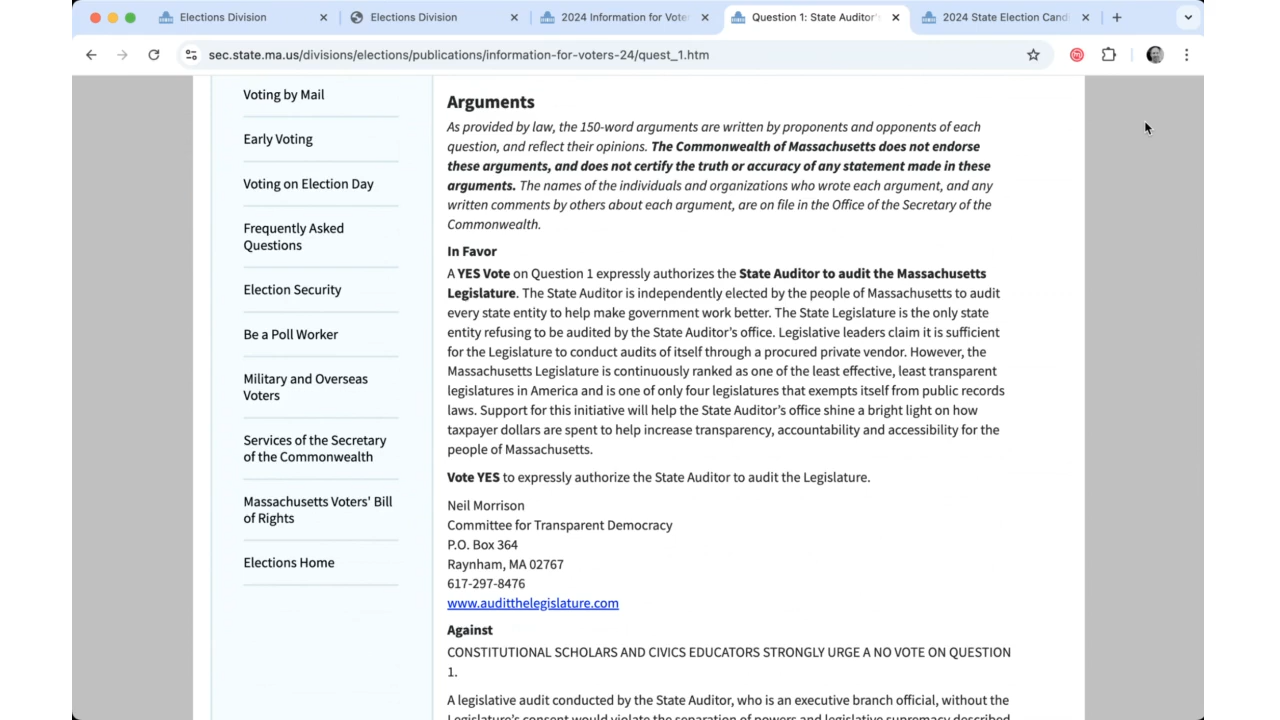 Elections Division
Elections Division
2024 Information for Vote
Question 1: State Auditor's
2024 State Election Cand
sec.state.ma.us/divisions/elections/publications/information-for-voters-24/quest_1.htm
Voting by Mail
Early Voting
Voting on Election Day
Frequently Asked
Questions
Election Security
Be a Poll Worker
Military and Overseas
Voters
Services of the Secretary
of the Commonwealth
Massachusetts Voters' Bill
of Rights
Elections Home
Arguments
As provided by law, the 150-word arguments are written by proponents and opponents of each
question, and reflect their opinions. The Commonwealth of Massachusetts does not endorse
these arguments, and does not certify the truth or accuracy of any statement made in these
arguments. The names of the individuals and organizations who wrote each argument, and any
written comments by others about each argument, are on file in the Office of the Secretary of the
Commonwealth.
In Favor
A YES Vote on Question 1 expressly authorizes the State Auditor to audit the Massachusetts
Legislature. The State Auditor is independently elected by the people of Massachusetts to audit
every state entity to help make government work better. The State Legislature is the only state
entity refusing to be audited by the State Auditor's office. Legislative leaders claim it is sufficient
for the Legislature to conduct audits of itself through a procured private vendor. However, the
Massachusetts Legislature is continuously ranked as one of the least effective, least transparent
legislatures in America and is one of only four legislatures that exempts itself from public records
laws. Support for this initiative will help the State Auditor's office shine a bright light on how
taxpayer dollars are spent to help increase transparency, accountability and accessibility for the
people of Massachusetts.
Vote YES to expressly authorize the State Auditor to audit the Legislature.
Neil Morrison
Committee for Transparent Democracy
P.O. Box 364
Raynham, MA 02767
617-297-8476
www.auditthelegislature.com
Against
CONSTITUTIONAL SCHOLARS AND CIVICS EDUCATORS STRONGLY URGE A NO VOTE ON QUESTION
1.
A legislative audit conducted by the State Auditor, who is an executive branch official, without the
Legislature's consent would violate the separation of powers and legislative supremacy described